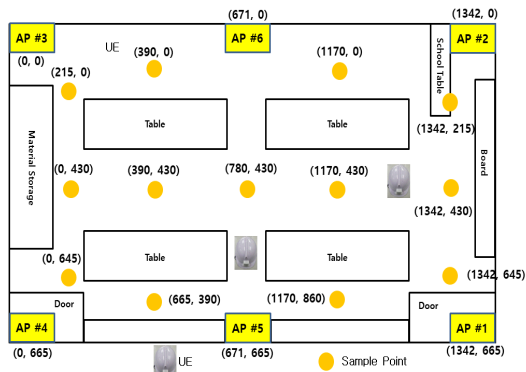 (671, 0)
(1342, 0)
AP #3
UE
AP #6
AP #2
(0, 0)
(390, 0)
(1170, 0)
(215, 0)
School Table
Material Storage
Table
Table
(1342, 215)
Board
(0, 430)
(390, 430)
(780, 430)
(1170, 430)
(1342, 430)
(0, 645)
Table
Table
(1342, 645)
Door
(665, 390)
(1170, 860)
Door
AP #4
AP #5
AP #1
(0, 665)
(671, 665)
(1342, 665)
UE
Sample Point